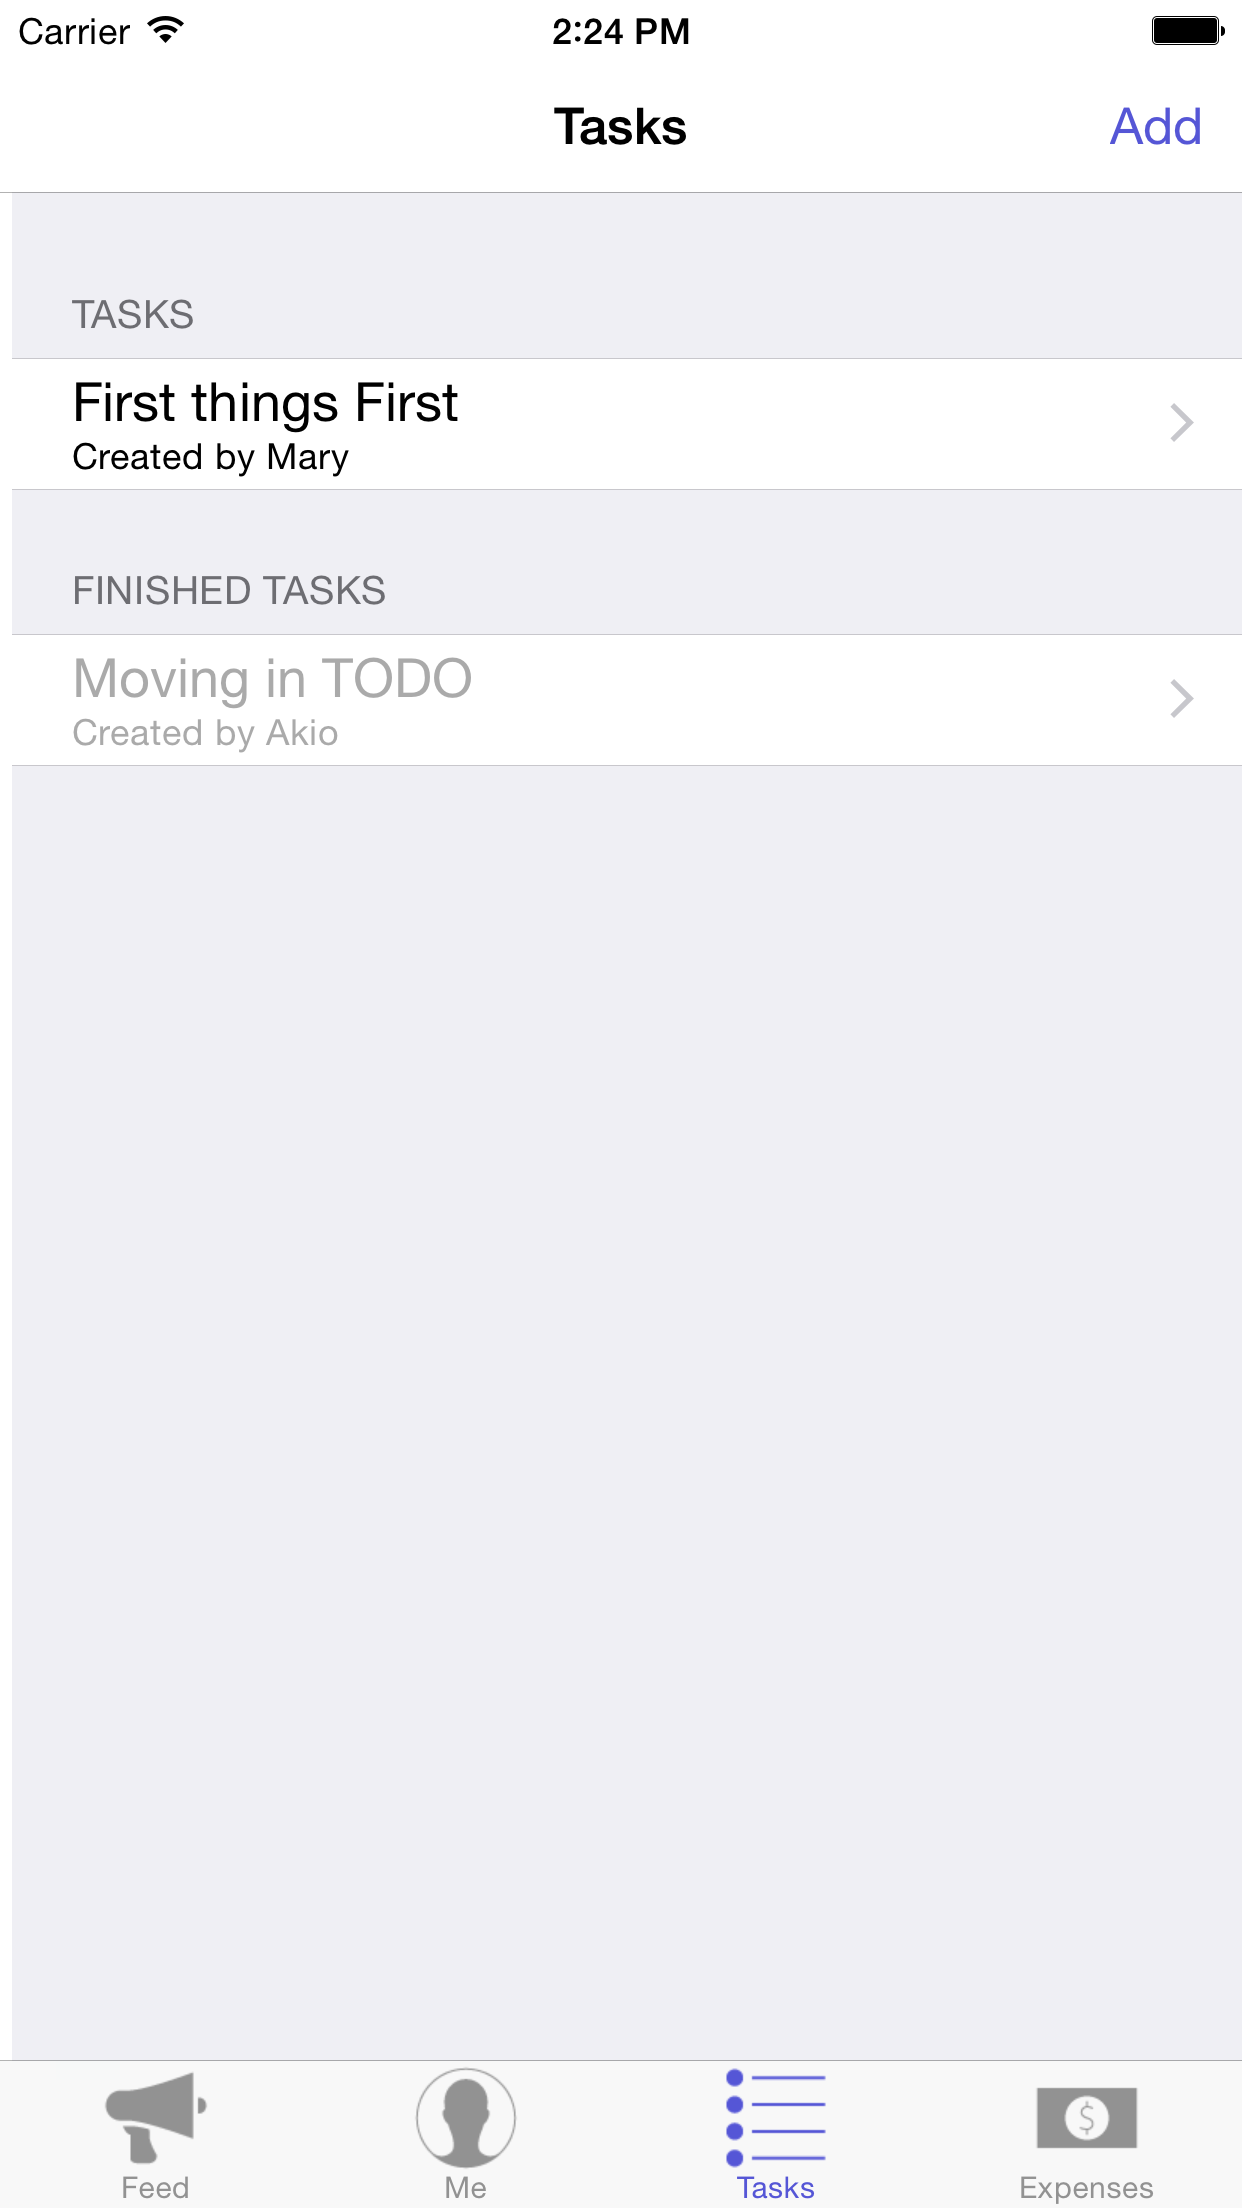 Carrier 2:24 PM
Tasks Add
TASKS
First things First
Created by Mary
FINISHED TASKS
Moving in TODO
Created by Akio
$
Feed Me Tasks Expenses